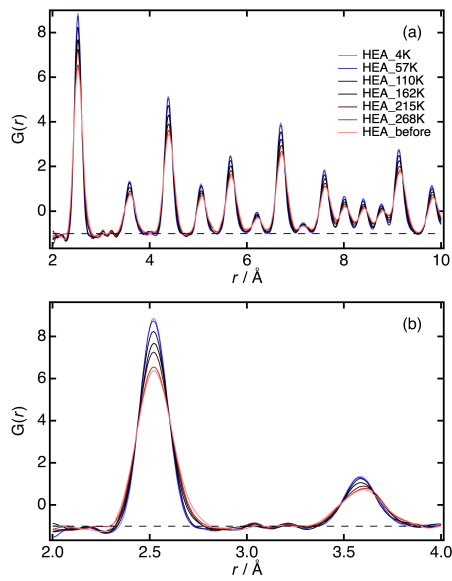 (a)
8
6
4
2
0
G(r)
HEA_4K
HEA_57K
HEA_110K
HEA_162K
HEA_215K
HEA_268K
HEA_before
2 4 6 8 10
r / Å
(b)
8
6
4
2
0
G(r)
2.0 2.5 3.0 3.5 4.0
r / Å